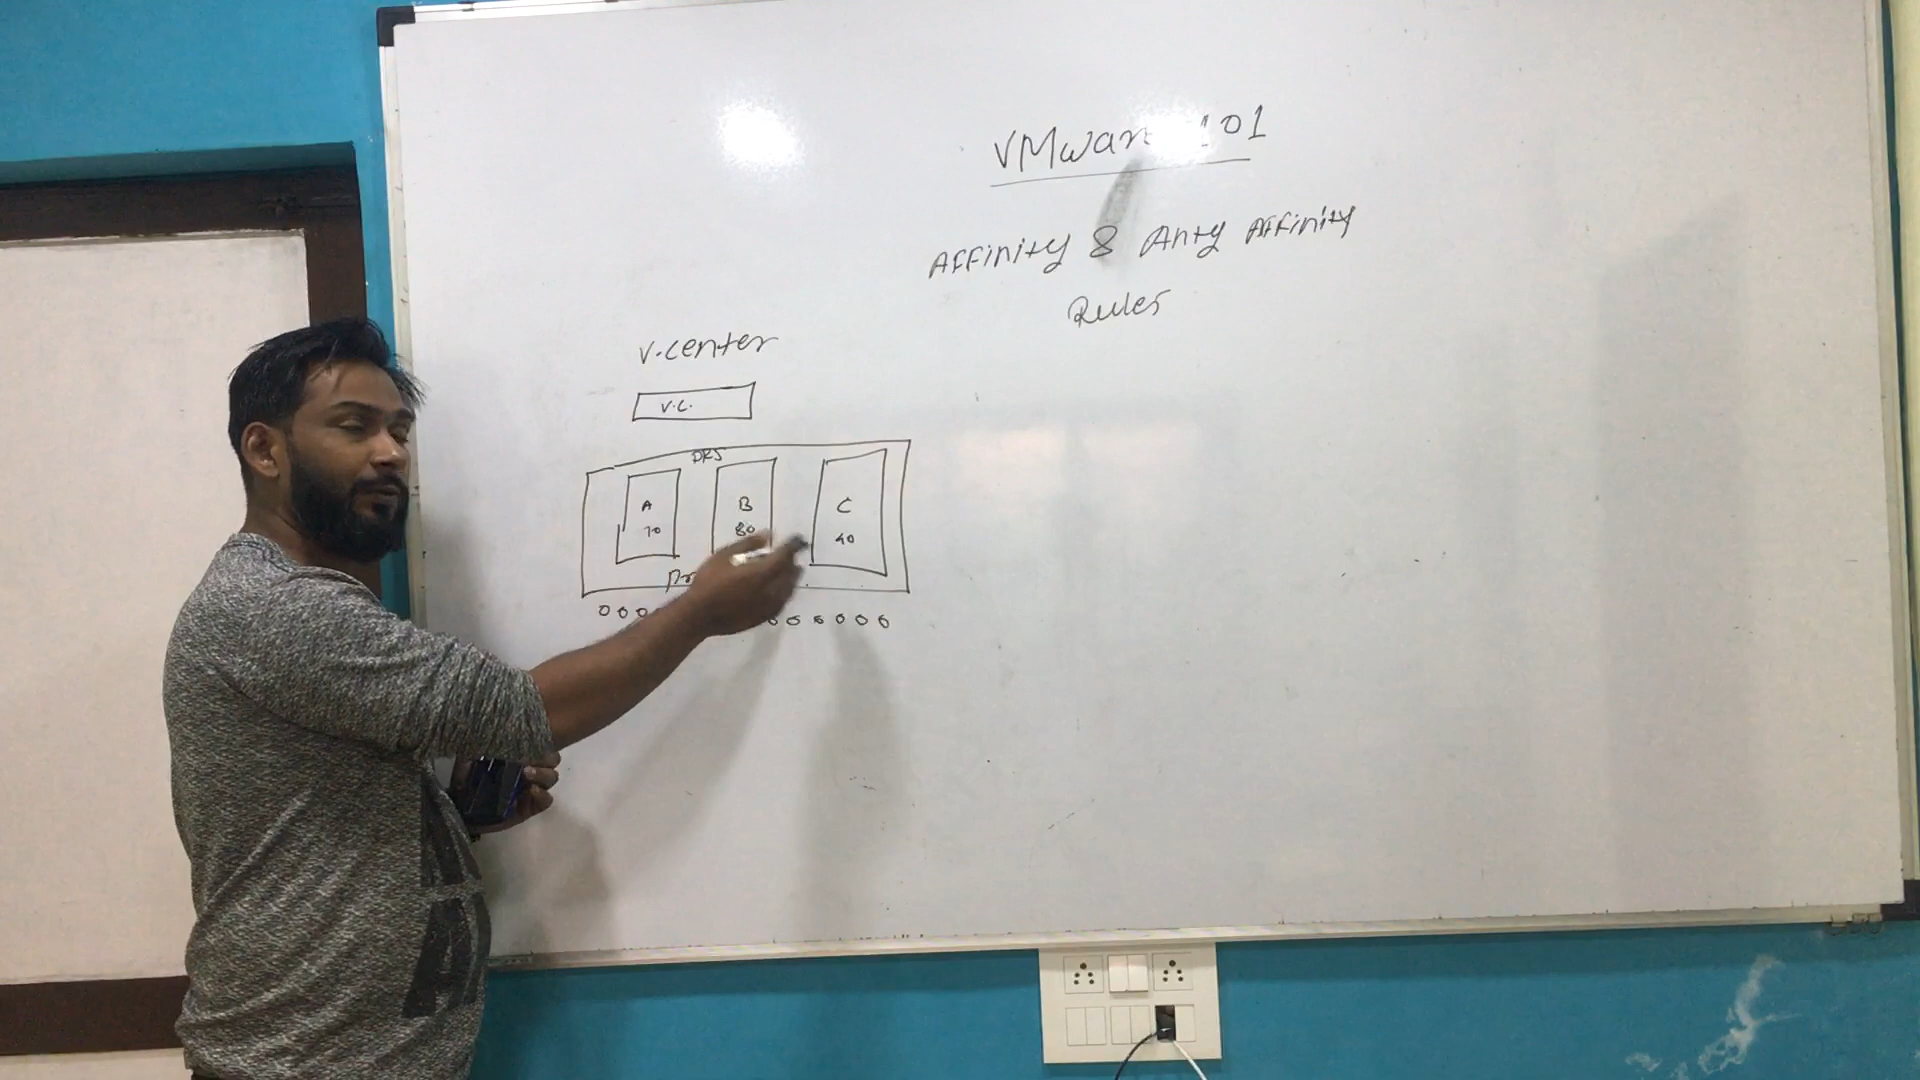 VMware 101
Affinity & Anty Affinity
Rules
V.center
V.C.
DRS
A
B
C
70
80
40